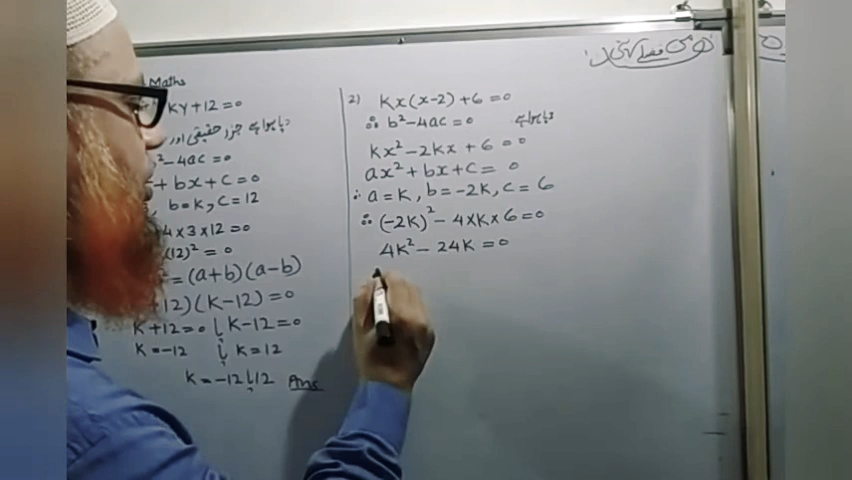 Maths
KY+12=0
دیا ہوا ہے جزر حقیقی اور
²-4ac=0
+bx+c=0
, b=k, c=12
4×3×12=0
(12)²=0
²=(a+b)(a-b)
+12)(K-12)=0
K+12=0 یا K-12=0
K=-12 یا K=12
K=-12 یا 12 Ans
2) Kx(x-2)+6=0
∴ b²-4ac=0 دیا ہوا ہے
Kx²-2Kx+6=0
ax²+bx+c=0
∴ a=K, b=-2K, c=6
∴ (-2K)²-4×K×6=0
4K²-24K=0